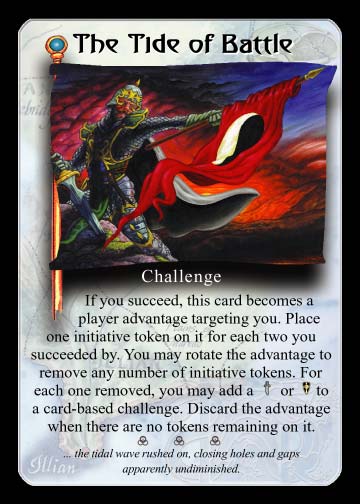 The Tide of Battle
Challenge
If you succeed, this card becomes a
player advantage targeting you. Place
one initiative token on it for each two you
succeeded by. You may rotate the advantage to
remove any number of initiative tokens. For
each one removed, you may add a or to
a card-based challenge. Discard the advantage
when there are no tokens remaining on it.
... the tidal wave rushed on, closing holes and gaps
apparently undiminished.
Illian